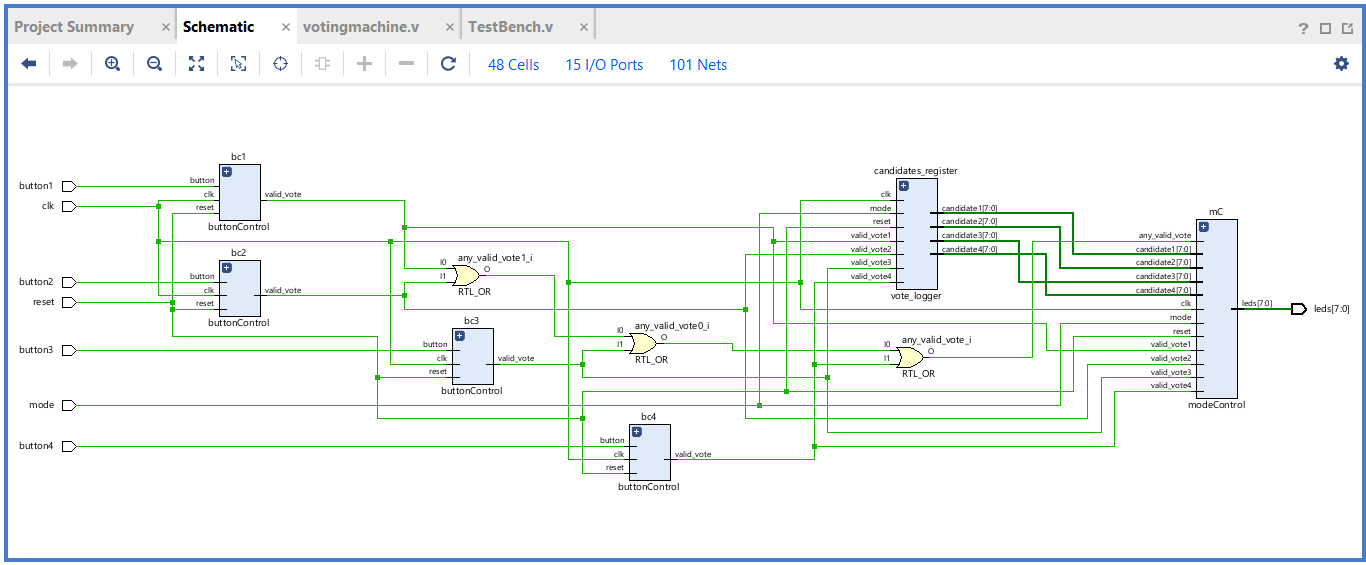 Project Summary × Schematic × votingmachine.v × TestBench.v ×
?
48 Cells 15 I/O Ports 101 Nets
bc1
button1
clk
button
clk
reset
valid_vote
buttonControl
bc2
button2
reset
button
clk
reset
valid_vote
buttonControl
any_valid_vote1_i
I0
I1
O
RTL_OR
bc3
button3
button
clk
reset
valid_vote
buttonControl
any_valid_vote0_i
I0
I1
O
RTL_OR
mode
bc4
button4
button
clk
reset
valid_vote
buttonControl
candidates_register
clk
mode
reset
valid_vote1
valid_vote2
valid_vote3
valid_vote4
candidate1[7:0]
candidate2[7:0]
candidate3[7:0]
candidate4[7:0]
vote_logger
any_valid_vote_i
I0
I1
O
RTL_OR
mC
any_valid_vote
candidate1[7:0]
candidate2[7:0]
candidate3[7:0]
candidate4[7:0]
clk
mode
reset
valid_vote1
valid_vote2
valid_vote3
valid_vote4
leds[7:0]
modeControl
leds[7:0]